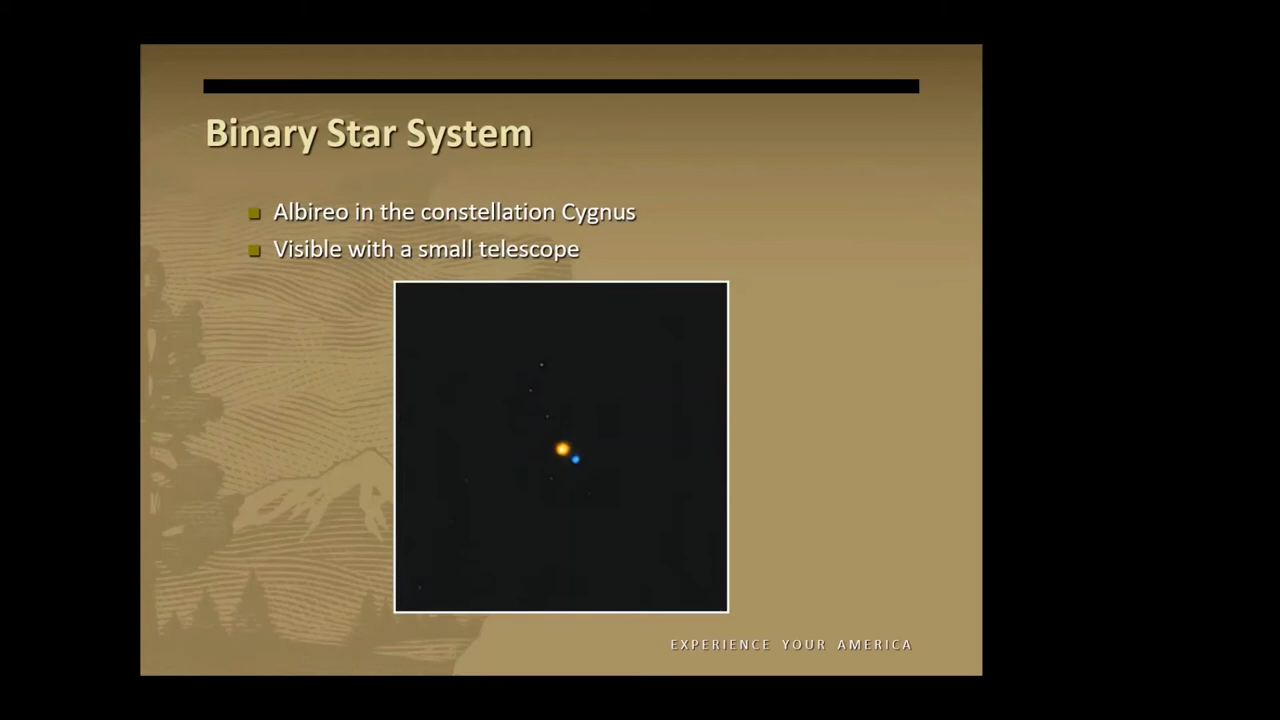 Binary Star System
Albireo in the constellation Cygnus
Visible with a small telescope
EXPERIENCE YOUR AMERICA